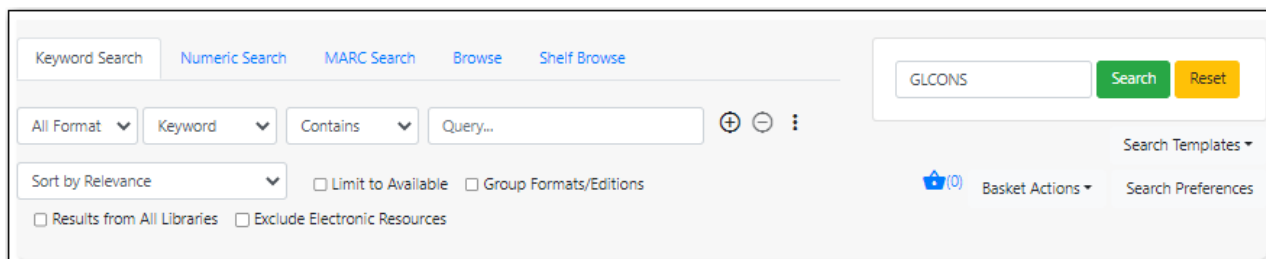 Keyword Search Numeric Search MARC Search Browse Shelf Browse
GLCONS Search Reset
All Format Keyword Contains Query...
Search Templates
Sort by Relevance Limit to Available Group Formats/Editions
(0) Basket Actions Search Preferences
Results from All Libraries Exclude Electronic Resources